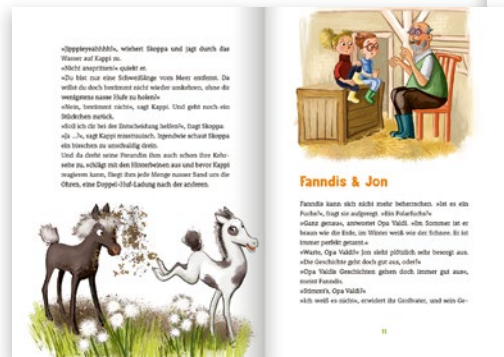 »Jipppieyeahhhh!«, wiehert Skoppa und jagt durch das
Wasser auf Kappi zu.
»Nicht anspritzen!« quiekt er.
»Du bist nur eine Schweiflänge vom Meer entfernt. Da
willst du doch bestimmt nicht wieder umkehren, ohne dir
wenigstens nasse Hufe zu holen?«
»Nein, bestimmt nicht«, sagt Kappi. Und geht noch ein
Stückchen zurück.
»Soll ich dir bei der Entscheidung helfen?«, fragt Skoppa.
»Ja ...?«, sagt Kappi misstrauisch. Irgendwie schaut Skoppa
ein bisschen zu unschuldig drein.
Und da dreht seine Freundin ihm auch schon ihre Kehr-
seite zu, schlägt mit den Hinterbeinen aus und bevor Kappi
reagieren kann, fliegt ihm jede Menge nasser Sand um die
Ohren, eine Doppel-Huf-Ladung nach der anderen.
Fanndis & Jon
Fanndis kann sich nicht mehr beherrschen. »Ist es ein
Fuchs?«, fragt sie aufgeregt. »Ein Polarfuchs?«
»Ganz genau«, antwortet Opa Valdi. »Im Sommer ist er
braun wie die Erde, im Winter weiß wie der Schnee. Er ist
immer perfekt getarnt.«
»Warte, Opa Valdi!« Jon sieht plötzlich sehr besorgt aus.
»Die Geschichte geht doch gut aus, oder?«
»Opa Valdis Geschichten gehen doch immer gut aus«,
meint Fanndis.
»Stimmt's, Opa Valdi?«
»Ich weiß es nicht«, erwidert ihr Großvater, und sein Ge-
11